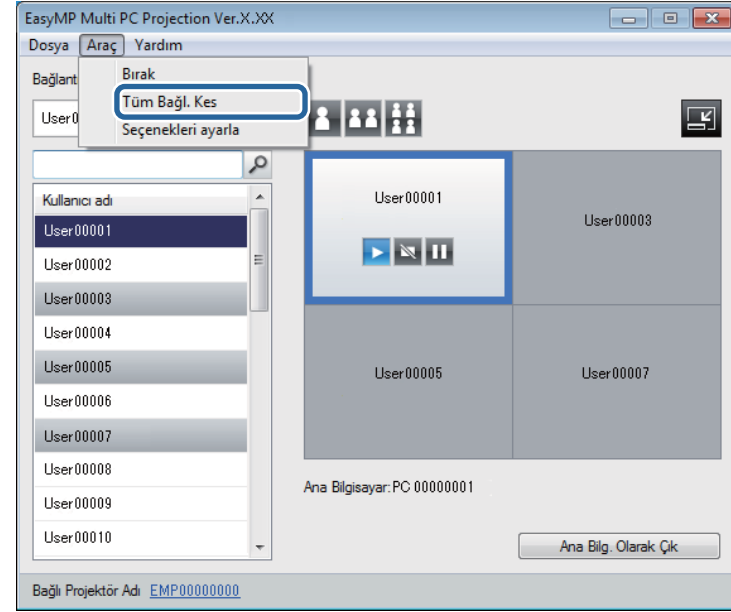 EasyMP Multi PC Projection Ver.X.XX
Dosya Araç Yardım
Bağlant
Bırak
Tüm Bağl. Kes
Seçenekleri ayarla
User0
Kullanıcı adı
User00001
User00002
User00003
User00004
User00005
User00006
User00007
User00008
User00009
User00010
User00001
User00003
User00005
User00007
Ana Bilgisayar: PC 00000001
Ana Bilg. Olarak Çık
Bağlı Projektör Adı EMP00000000